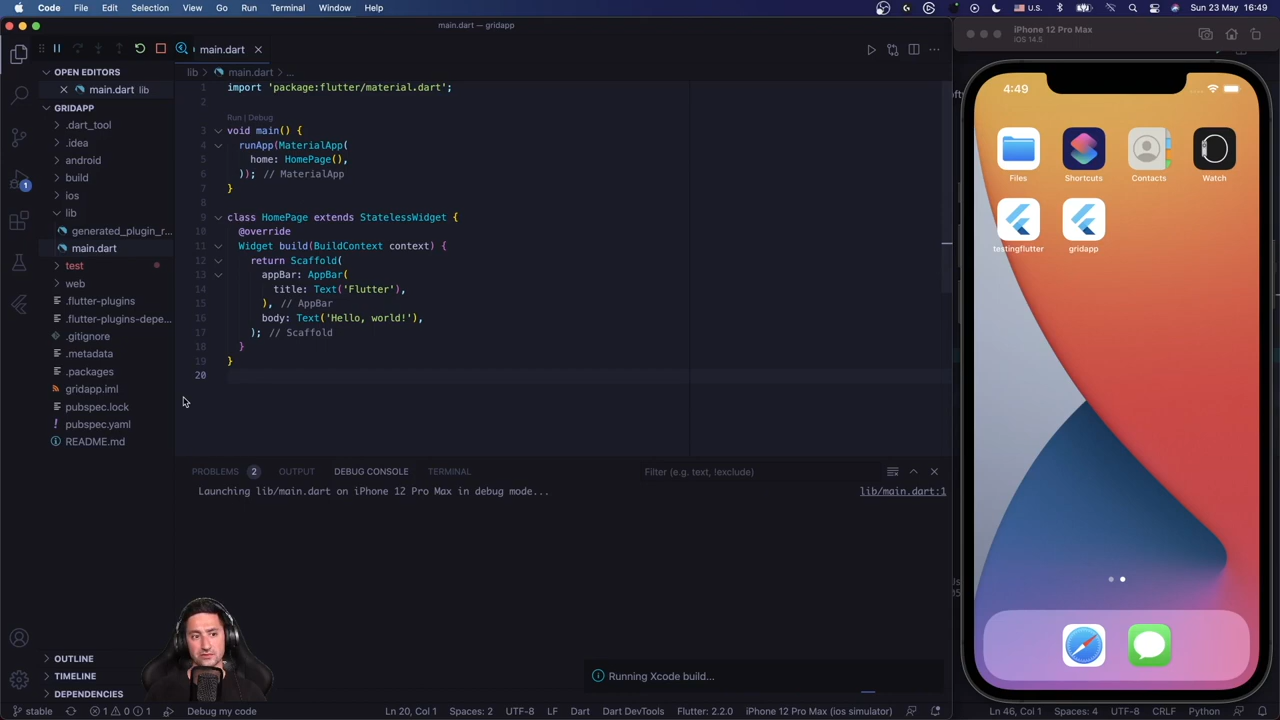 Code File Edit Selection View Go Run Terminal Window Help
U.S.
Sun 23 May 16:49
main.dart — gridapp
main.dart
lib
main.dart
...
OPEN EDITORS
main.dart lib
GRIDAPP
.dart_tool
.idea
android
build
ios
lib
generated_plugin_r...
main.dart
test
web
.flutter-plugins
.flutter-plugins-depe...
.gitignore
.metadata
.packages
gridapp.iml
pubspec.lock
pubspec.yaml
README.md
OUTLINE
TIMELINE
DEPENDENCIES
1
1 import 'package:flutter/material.dart';
2
Run | Debug
3 void main() {
4 runApp(MaterialApp(
5 home: HomePage(),
6 )); // MaterialApp
7 }
8
9 class HomePage extends StatelessWidget {
10 @override
11 Widget build(BuildContext context) {
12 return Scaffold(
13 appBar: AppBar(
14 title: Text('Flutter'),
15 ), // AppBar
16 body: Text('Hello, world!'),
17 ); // Scaffold
18 }
19 }
20
PROBLEMS 2 OUTPUT DEBUG CONSOLE TERMINAL
Filter (e.g. text, !exclude)
Launching lib/main.dart on iPhone 12 Pro Max in debug mode...
lib/main.dart:1
Running Xcode build...
stable
1 0 1
Debug my code
Ln 20, Col 1 Spaces: 2 UTF-8 LF Dart Dart DevTools Flutter: 2.2.0 iPhone 12 Pro Max (ios simulator)
iPhone 12 Pro Max
iOS 14.5
4:49
Files Shortcuts Contacts Watch
testingflutter gridapp
Ln 46, Col 1 Spaces: 4 UTF-8 CRLF Python